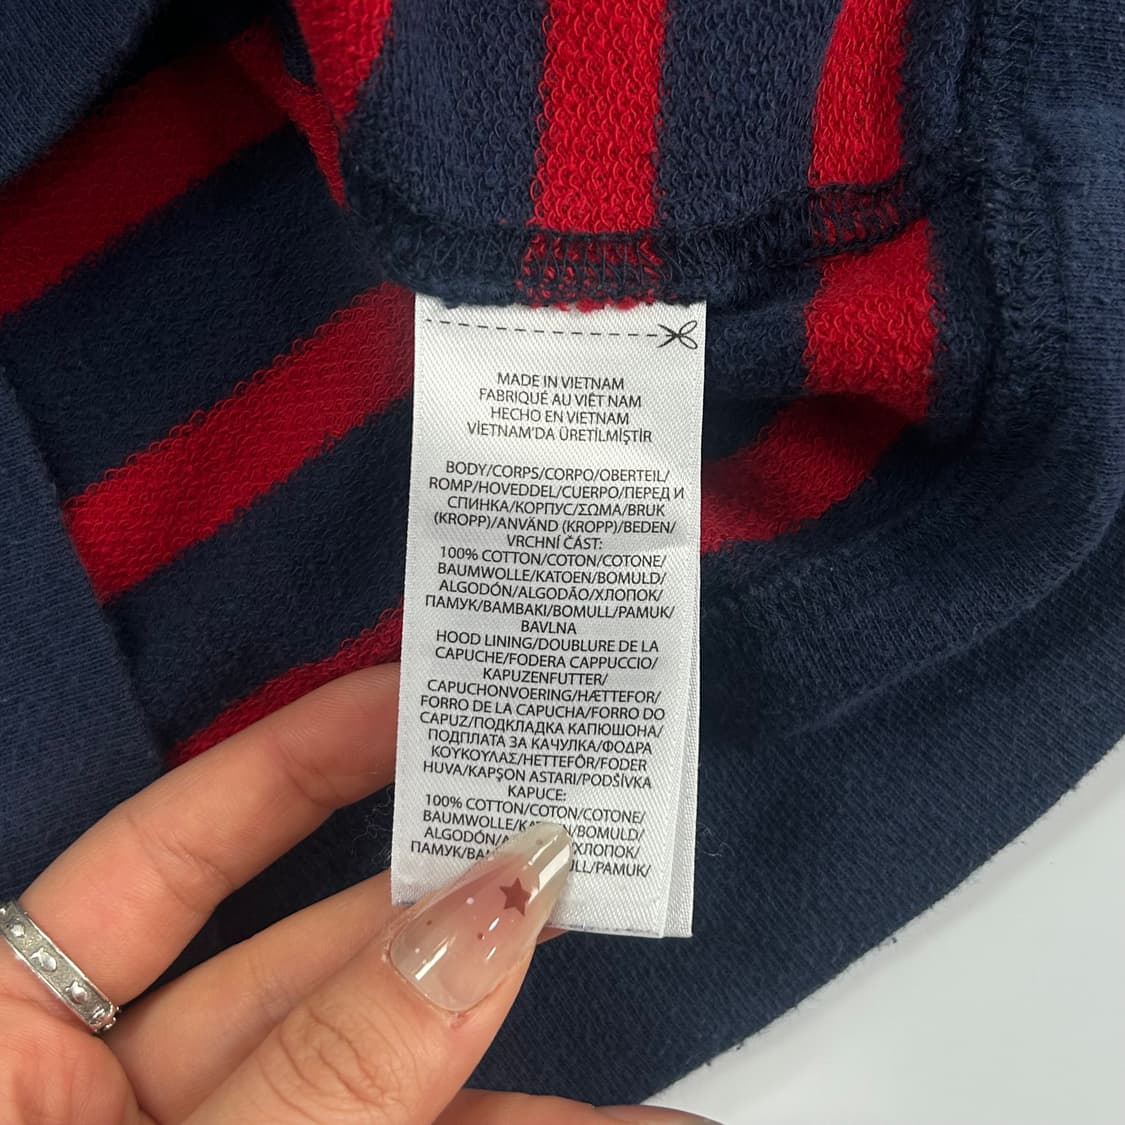 MADE IN VIETNAM
FABRIQUÉ AU VIÊT NAM
HECHO EN VIETNAM
VİETNAM'DA ÜRETİLMİŞTİR
BODY/CORPS/CORPO/OBERTEIL/
ROMP/HOVEDDEL/CUERPO/ПЕРЕД И
СПИНКА/КОРПУС/ΣΩΜΑ/BRUK
(KROPP)/ANVÄND (KROPP)/BEDEN/
VRCHNÍ ČÁST:
100% COTTON/COTON/COTONE/
BAUMWOLLE/KATOEN/BOMULD/
ALGODÓN/ALGODÃO/ХЛОПОК/
ПАМУК/ΒΑΜΒΑΚΙ/BOMULL/PAMUK/
BAVLNA
HOOD LINING/DOUBLURE DE LA
CAPUCHE/FODERA CAPPUCCIO/
KAPUZENFUTTER/
CAPUCHONVOERING/HÆTTEFOR/
FORRO DE LA CAPUCHA/FORRO DO
CAPUZ/ПОДКЛАДКА КАПЮШОНА/
ПОДПЛАТА ЗА КАЧУЛКА/ΦΟΔΡΑ
ΚΟΥΚΟΥΛΑΣ/HETTEFÔR/FODER
HUVA/KAPŞON ASTARI/PODŠÍVKA
KAPUCE:
100% COTTON/COTON/COTONE/
BAUMWOLLE/ /BOMULD/
ALGODÓN/ ХЛОПОК/
ПАМУК/ /PAMUK/